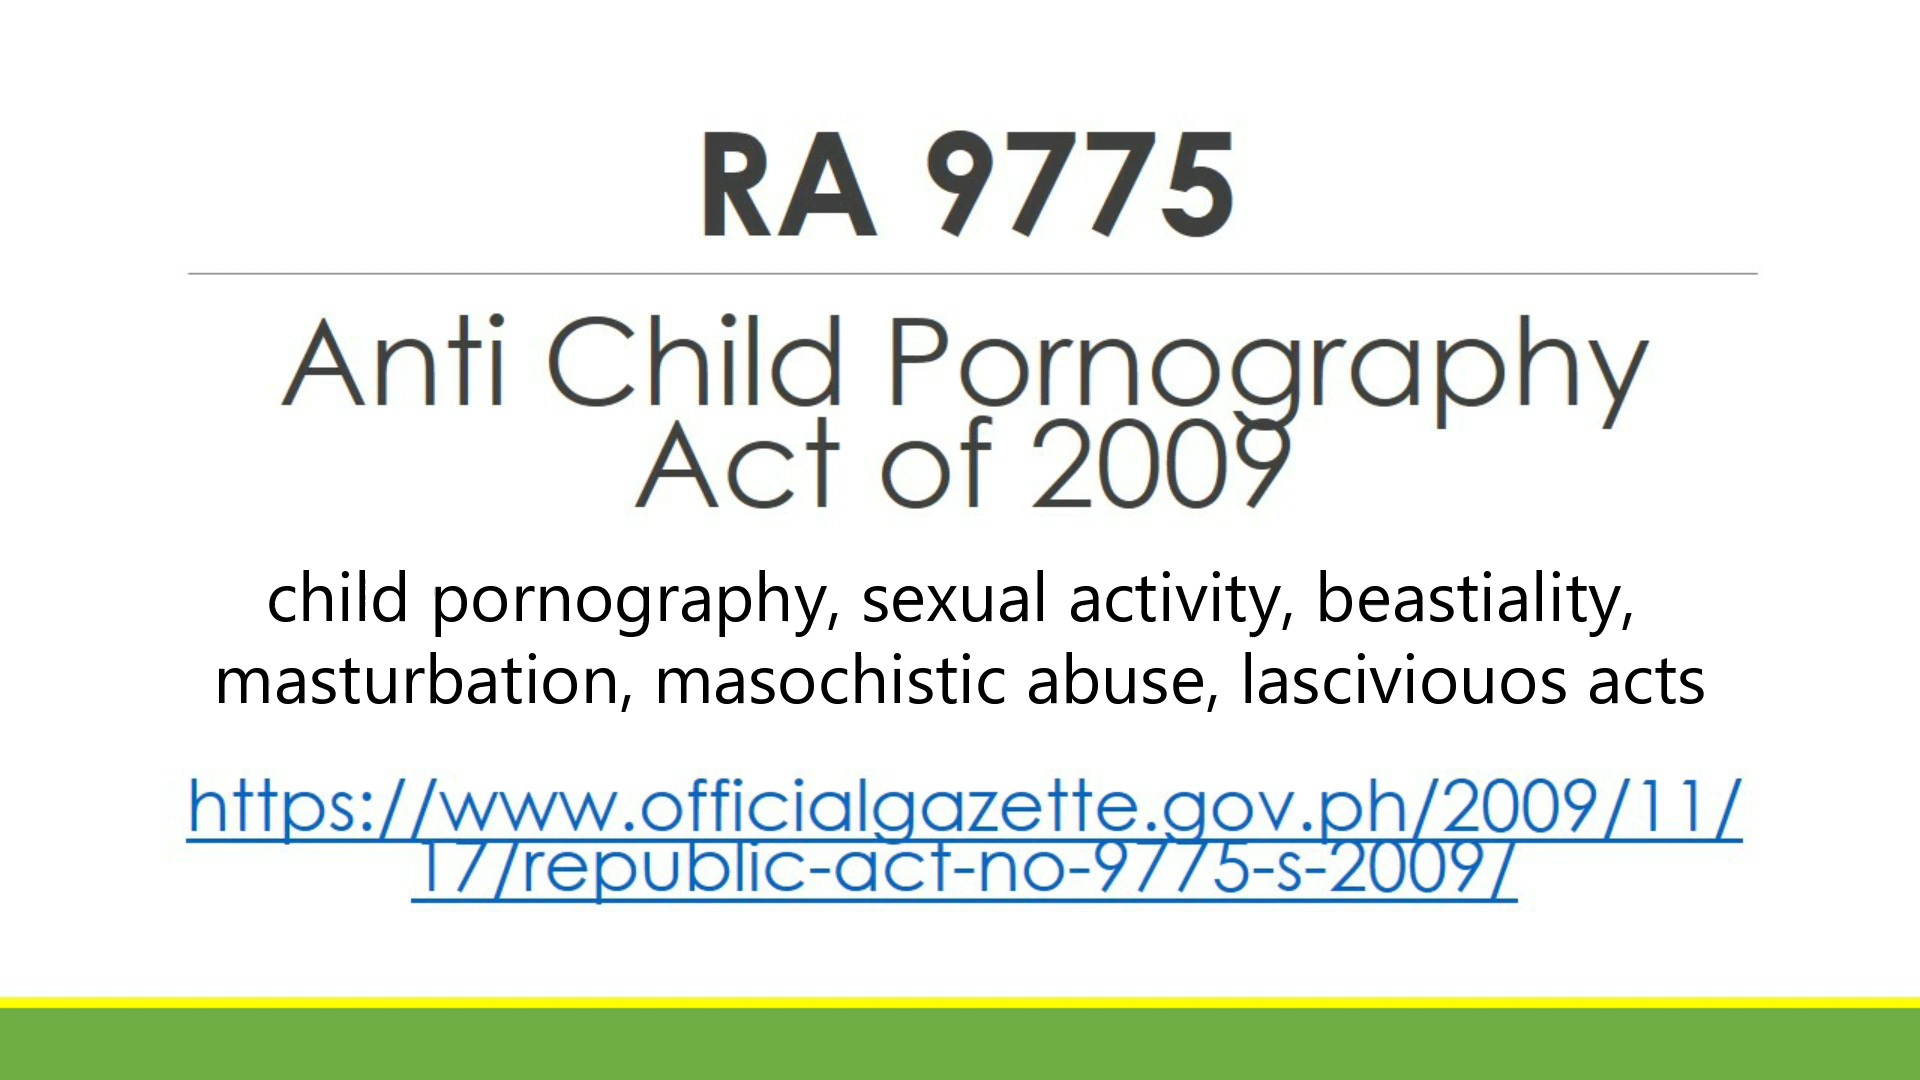 RA 9775
Anti Child Pornography
Act of 2009
child pornography, sexual activity, beastiality,
masturbation, masochistic abuse, lasciviouos acts
https://www.officialgazette.gov.ph/2009/11/
17/republic-act-no-9775-s-2009/